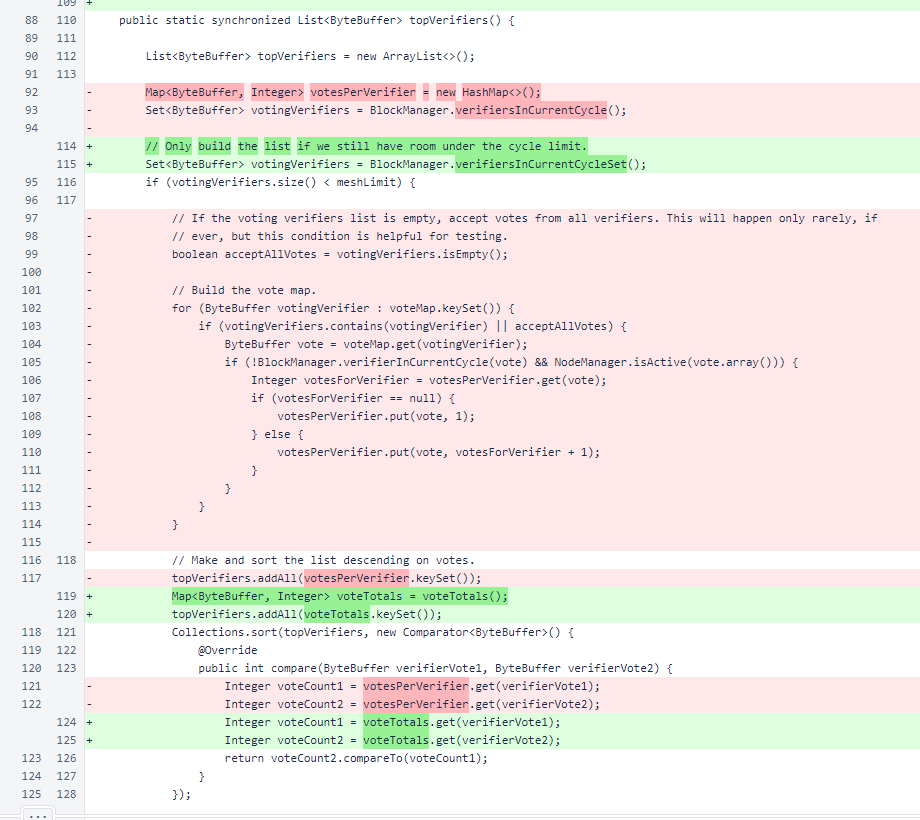 109 +
88 110 public static synchronized List<ByteBuffer> topVerifiers() {
89 111
90 112 List<ByteBuffer> topVerifiers = new ArrayList<>();
91 113
92 - Map<ByteBuffer, Integer> votesPerVerifier = new HashMap<>();
93 - Set<ByteBuffer> votingVerifiers = BlockManager.verifiersInCurrentCycle();
94 -
114 + // Only build the list if we still have room under the cycle limit.
115 + Set<ByteBuffer> votingVerifiers = BlockManager.verifiersInCurrentCycleSet();
95 116 if (votingVerifiers.size() < meshLimit) {
96 117
97 - // If the voting verifiers list is empty, accept votes from all verifiers. This will happen only rarely, if
98 - // ever, but this condition is helpful for testing.
99 - boolean acceptAllVotes = votingVerifiers.isEmpty();
100 -
101 - // Build the vote map.
102 - for (ByteBuffer votingVerifier : voteMap.keySet()) {
103 - if (votingVerifiers.contains(votingVerifier) || acceptAllVotes) {
104 - ByteBuffer vote = voteMap.get(votingVerifier);
105 - if (!BlockManager.verifierInCurrentCycle(vote) && NodeManager.isActive(vote.array())) {
106 - Integer votesForVerifier = votesPerVerifier.get(vote);
107 - if (votesForVerifier == null) {
108 - votesPerVerifier.put(vote, 1);
109 - } else {
110 - votesPerVerifier.put(vote, votesForVerifier + 1);
111 - }
112 - }
113 - }
114 - }
115 -
116 118 // Make and sort the list descending on votes.
117 - topVerifiers.addAll(votesPerVerifier.keySet());
119 + Map<ByteBuffer, Integer> voteTotals = voteTotals();
120 + topVerifiers.addAll(voteTotals.keySet());
118 121 Collections.sort(topVerifiers, new Comparator<ByteBuffer>() {
119 122 @Override
120 123 public int compare(ByteBuffer verifierVote1, ByteBuffer verifierVote2) {
121 - Integer voteCount1 = votesPerVerifier.get(verifierVote1);
122 - Integer voteCount2 = votesPerVerifier.get(verifierVote2);
124 + Integer voteCount1 = voteTotals.get(verifierVote1);
125 + Integer voteCount2 = voteTotals.get(verifierVote2);
123 126 return voteCount2.compareTo(voteCount1);
124 127 }
125 128 });
...